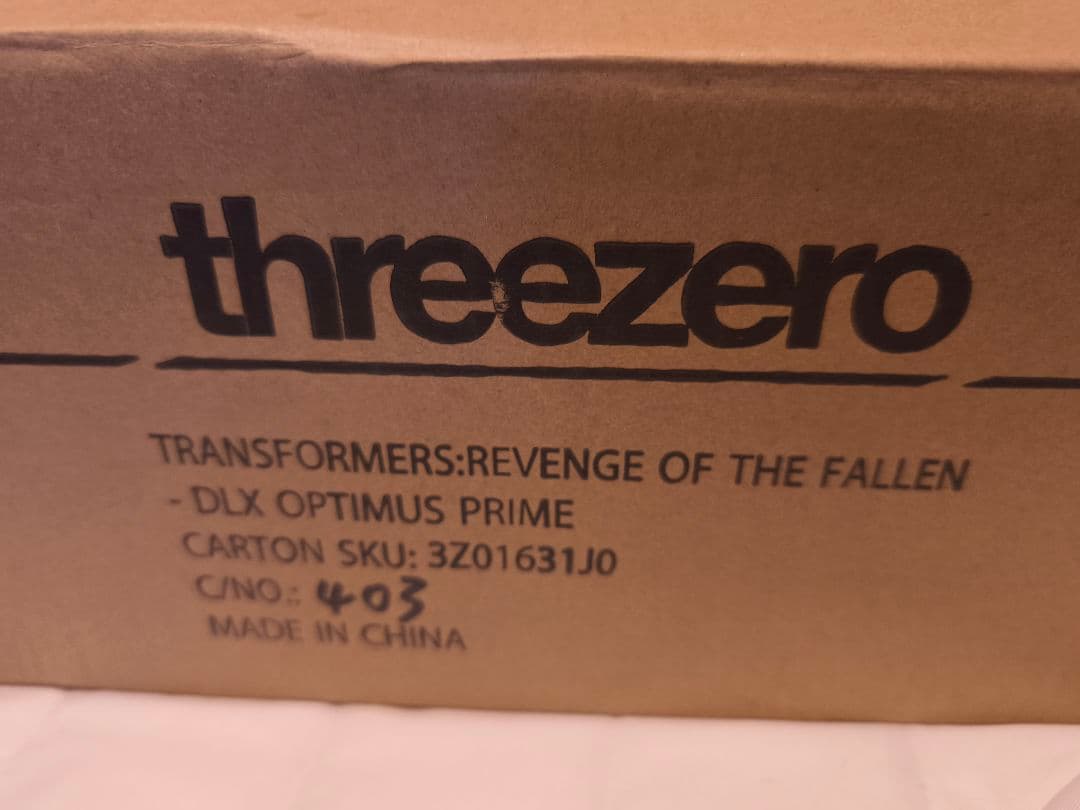 threezero
TRANSFORMERS:REVENGE OF THE FALLEN
- DLX OPTIMUS PRIME
CARTON SKU: 3Z01631J0
C/NO.: 403
MADE IN CHINA